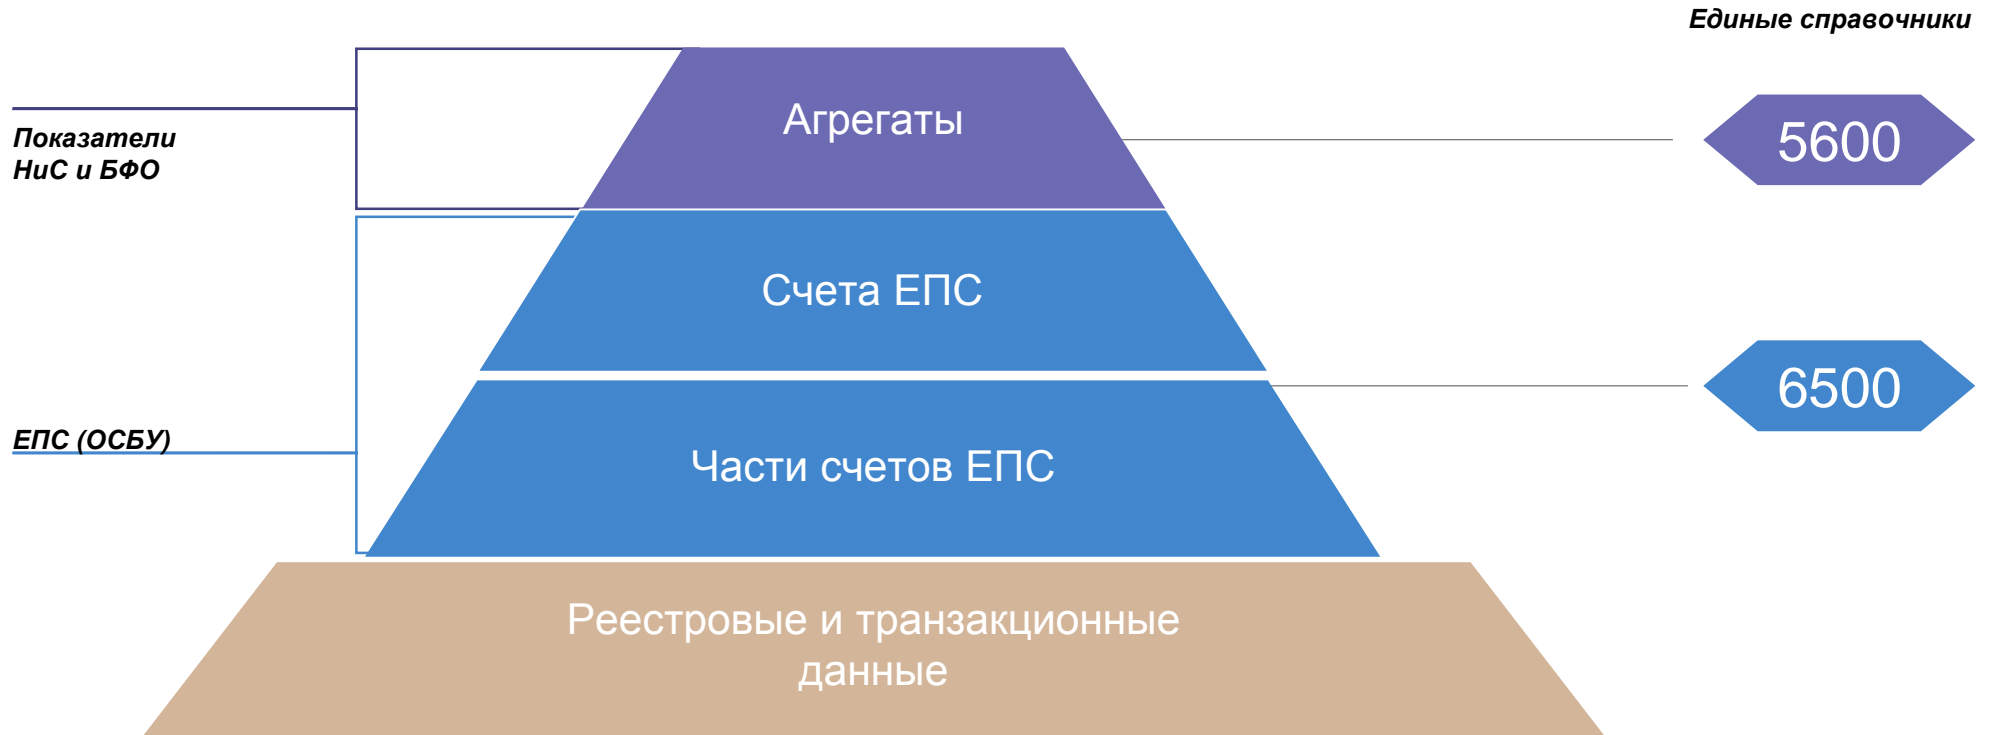 Единые справочники
Агрегаты
5600
Показатели
НиС и БФО
Счета ЕПС
6500
ЕПС (ОСБУ)
Части счетов ЕПС
Реестровые и транзакционные
данные